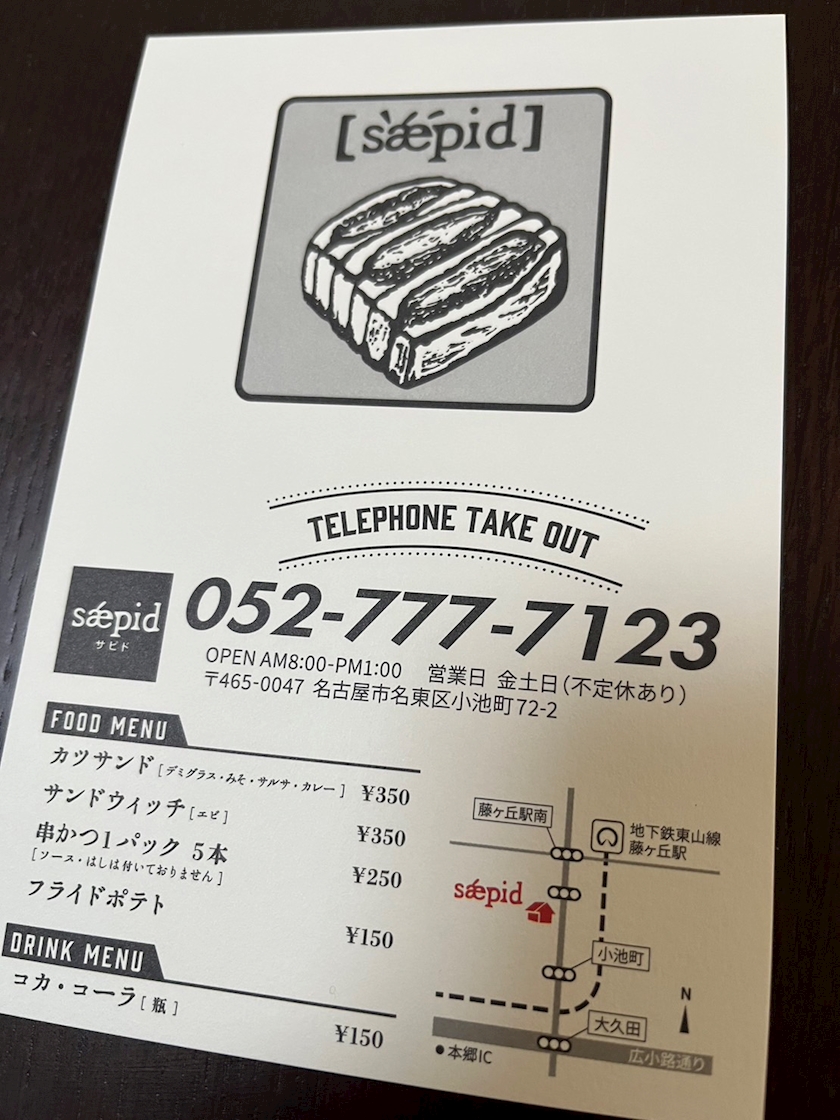 [sǽpid]
TELEPHONE TAKE OUT
sǽpid
サピド
052-777-7123
OPEN AM8:00-PM1:00 営業日 金土日(不定休あり)
〒465-0047 名古屋市名東区小池町72-2
FOOD MENU
カツサンド[デミグラス・みそ・サルサ・カレー] ¥350
サンドウィッチ[エビ] ¥350
串かつ1パック 5本 ¥250
[ソース・はしは付いておりません]
フライドポテト ¥150
DRINK MENU
コカ・コーラ[瓶] ¥150
藤ヶ丘駅南
地下鉄東山線
藤ヶ丘駅
sǽpid
小池町
N
大久田
●本郷IC
広小路通り